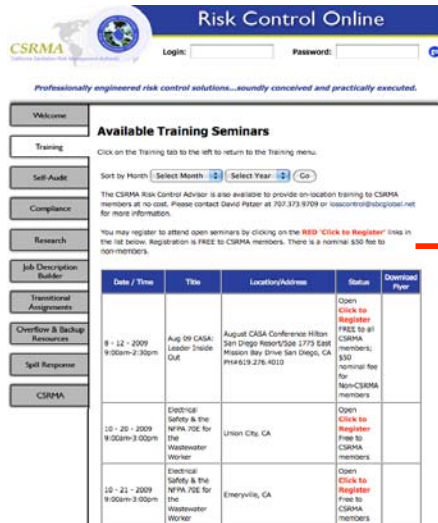 Risk Control Online
CSRMA
Login:
Password:
Professionally engineered risk control solutions...soundly conceived and practically executed.
Welcome
Training
Self-Audit
Compliance
Research
Job Description
Builder
Transitional
Assignments
Overflow & Backup
Resources
Spill Response
CSRMA
Available Training Seminars
Click on the Training tab to the left to return to the Training menu.
Sort by Month Select Month Select Year Go
The CSRMA Risk Control Advisor is also available to provide on-location training to CSRMA
members at no cost. Please contact David Patzer at 707.373.9709 or losscontrol@sbcglobal.net
for more information.
You may register to attend open seminars by clicking on the RED 'Click to Register' links in
the list below. Registration is FREE to CSRMA members. There is a nominal $50 fee to
non-members.
Date / Time Title Location/Address Status Download
Flyer
8 - 12 - 2009
9:00am-2:30pm
Aug 09 CASA:
Leader Inside
Out
August CASA Conference Hilton
San Diego Resort/Spa 1775 East
Mission Bay Drive San Diego, CA
PH#619.276.4010
Open
Click to
Register
FREE to all
CSRMA
members;
$50
nominal fee
for
Non-CSRMA
members
10 - 20 - 2009
9:00am-3:00pm
Electrical
Safety & the
NFPA 70E for
the
Wastewater
Worker
Union City, CA
Open
Click to
Register
Free to
CSRMA
members
10 - 21 - 2009
9:00am-3:00pm
Electrical
Safety & the
NFPA 70E for
the
Wastewater
Worker
Emeryville, CA
Open
Click to
Register
Free to
CSRMA
members